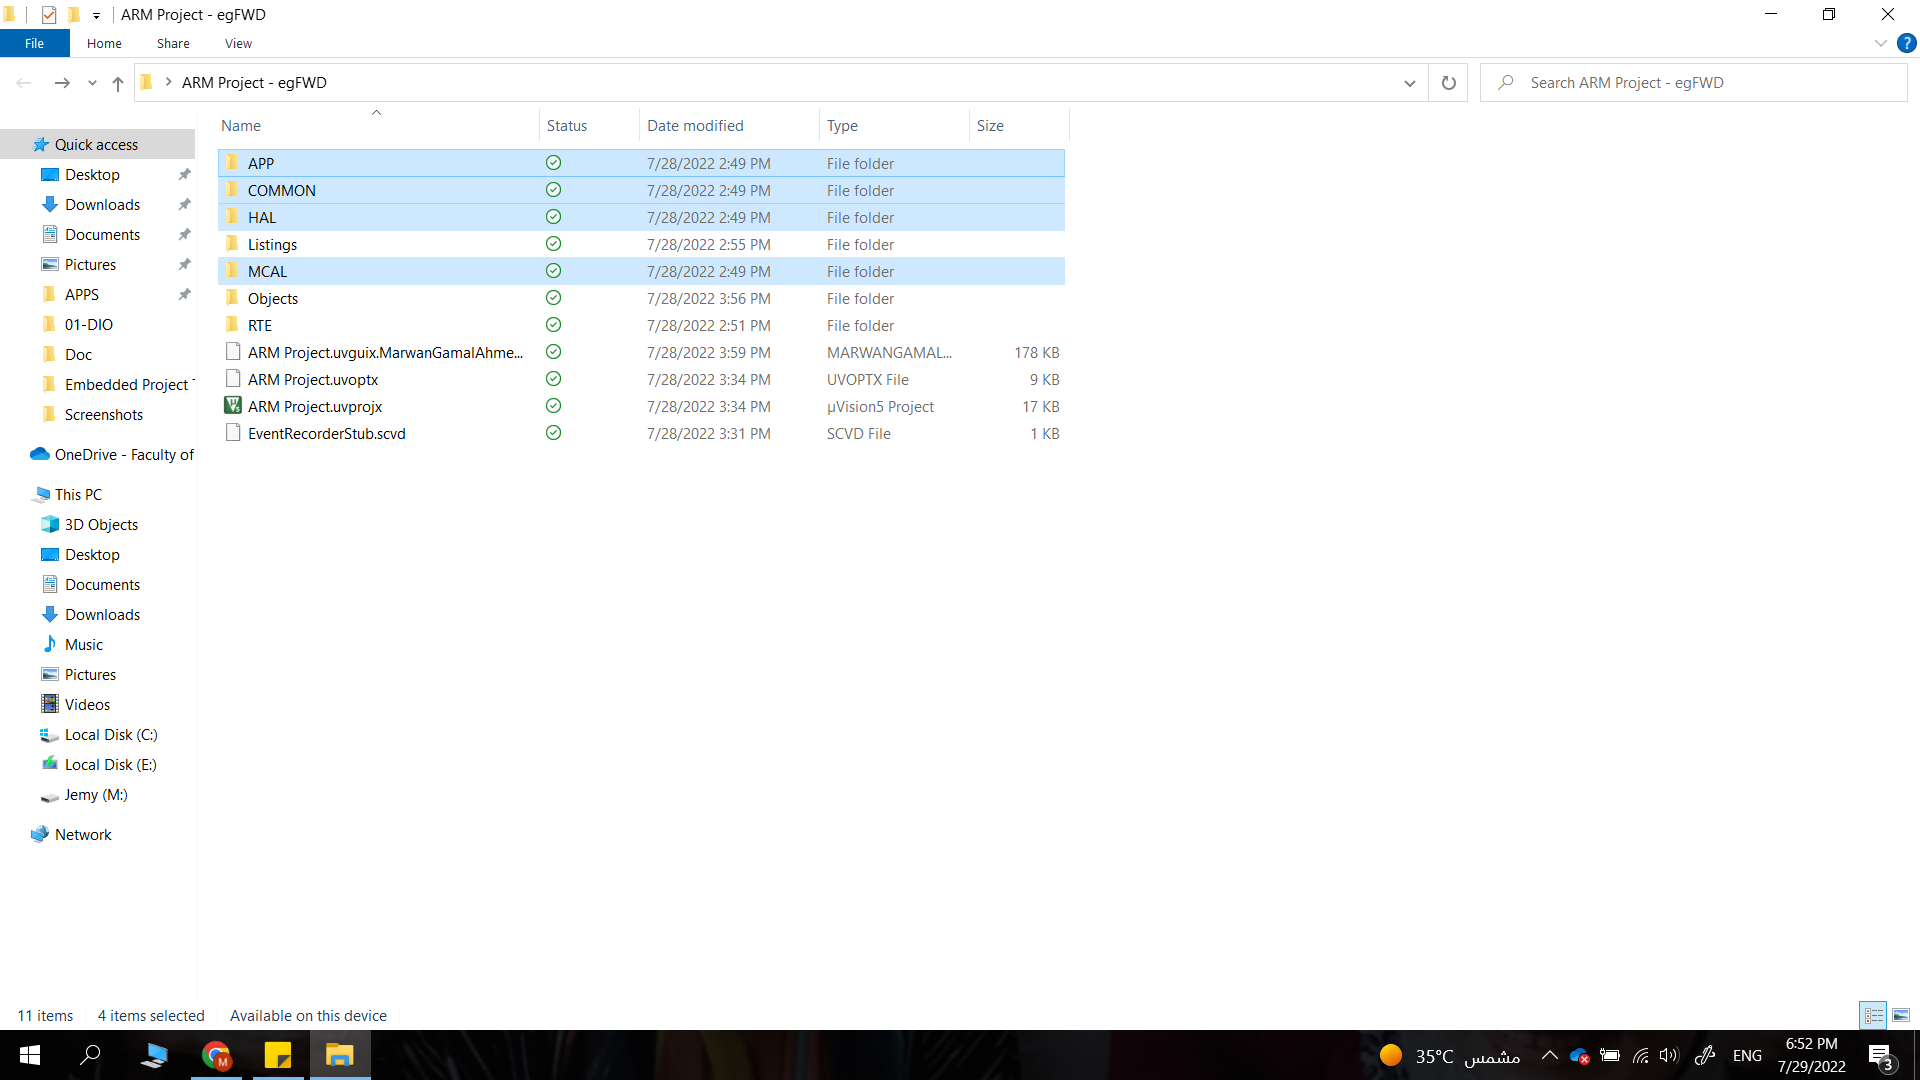 ARM Project - egFWD
File Home Share View
ARM Project - egFWD
Search ARM Project - egFWD
Name Status Date modified Type Size
Quick access
Desktop
Downloads
Documents
Pictures
APPS
01-DIO
Doc
Embedded Project T
Screenshots
OneDrive - Faculty of
This PC
3D Objects
Desktop
Documents
Downloads
Music
Pictures
Videos
Local Disk (C:)
Local Disk (E:)
Jemy (M:)
Network
APP 7/28/2022 2:49 PM File folder
COMMON 7/28/2022 2:49 PM File folder
HAL 7/28/2022 2:49 PM File folder
Listings 7/28/2022 2:55 PM File folder
MCAL 7/28/2022 2:49 PM File folder
Objects 7/28/2022 3:56 PM File folder
RTE 7/28/2022 2:51 PM File folder
ARM Project.uvguix.MarwanGamalAhme... 7/28/2022 3:59 PM MARWANGAMAL... 178 KB
ARM Project.uvoptx 7/28/2022 3:34 PM UVOPTX File 9 KB
ARM Project.uvprojx 7/28/2022 3:34 PM µVision5 Project 17 KB
EventRecorderStub.scvd 7/28/2022 3:31 PM SCVD File 1 KB
11 items 4 items selected Available on this device
35°C مشمس ENG
6:52 PM
7/29/2022
3